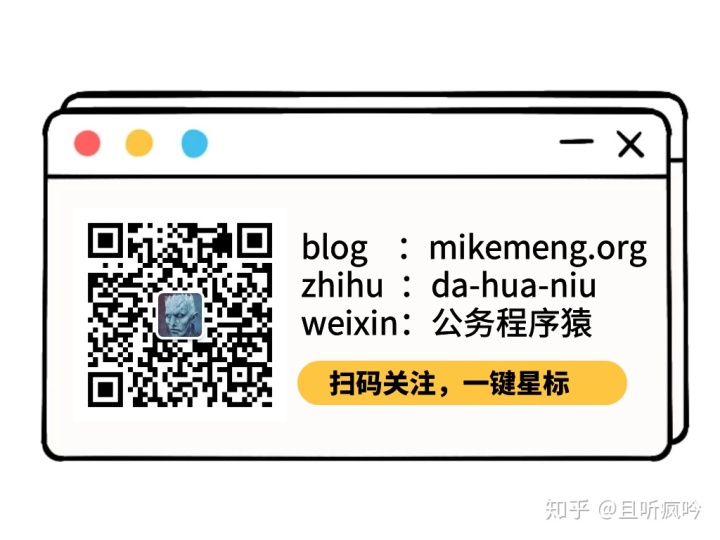 blog ：mikemeng.org
zhihu ：da-hua-niu
weixin：公务程序猿
扫码关注，一键星标
知乎 @且听疯吟